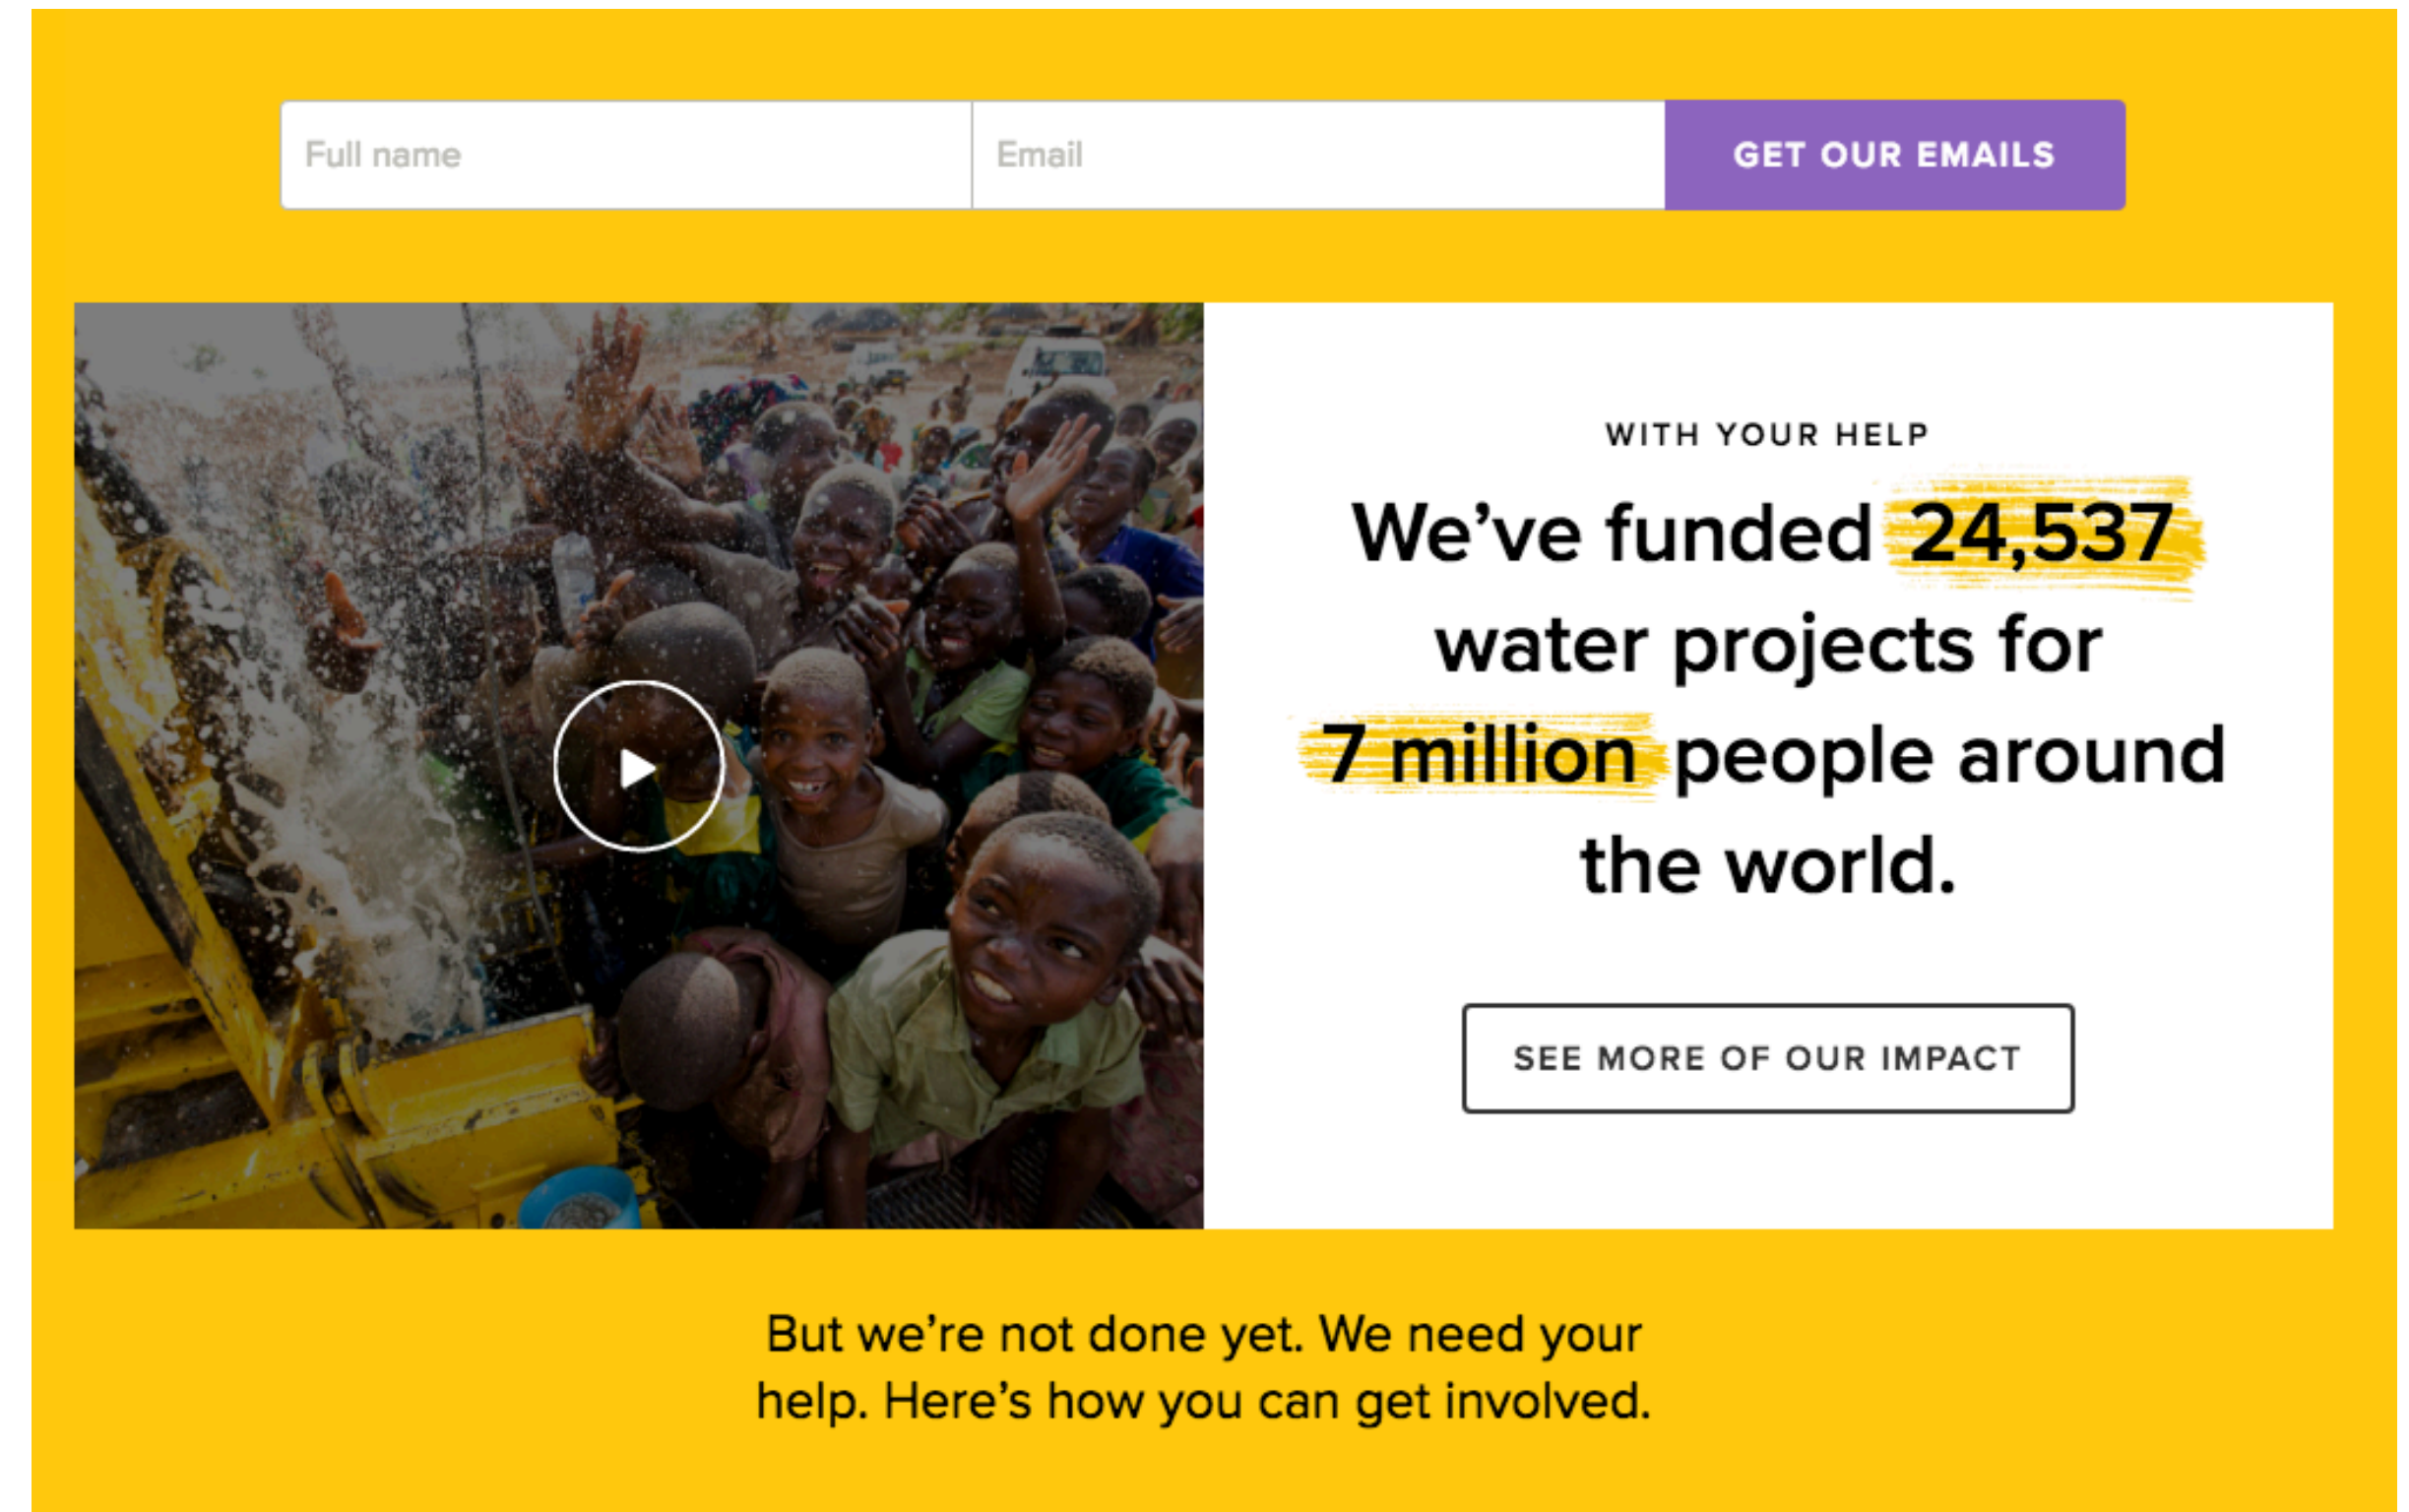 Full name
Email
GET OUR EMAILS
WITH YOUR HELP
We’ve funded 24,537
water projects for
7 million people around
the world.
SEE MORE OF OUR IMPACT
But we’re not done yet. We need your
help. Here’s how you can get involved.